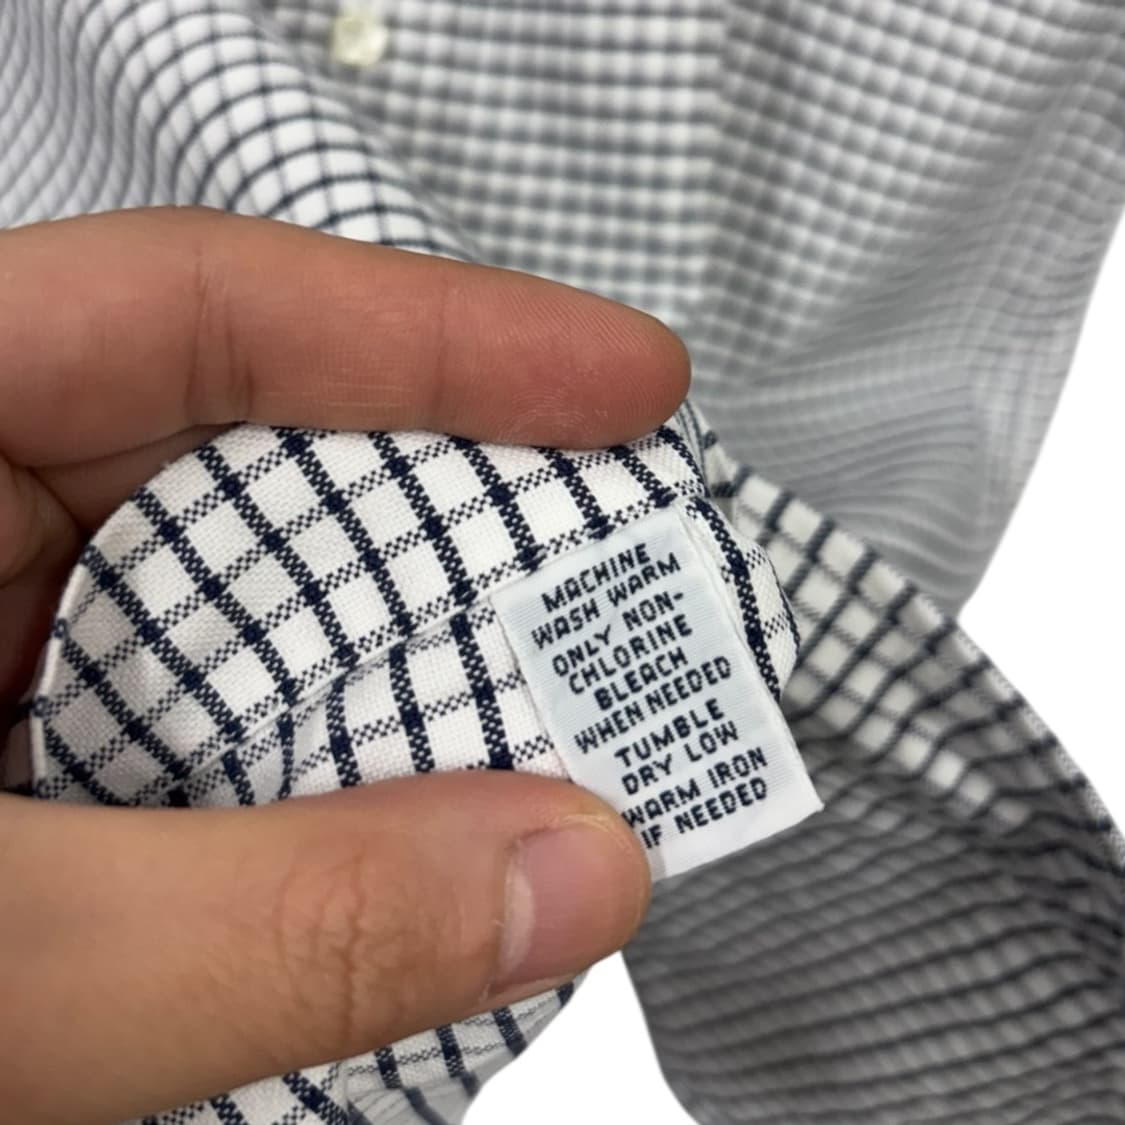 MACHINE
WASH WARM
ONLY NON-
CHLORINE
BLEACH
WHEN NEEDED
TUMBLE
DRY LOW
WARM IRON
IF NEEDED